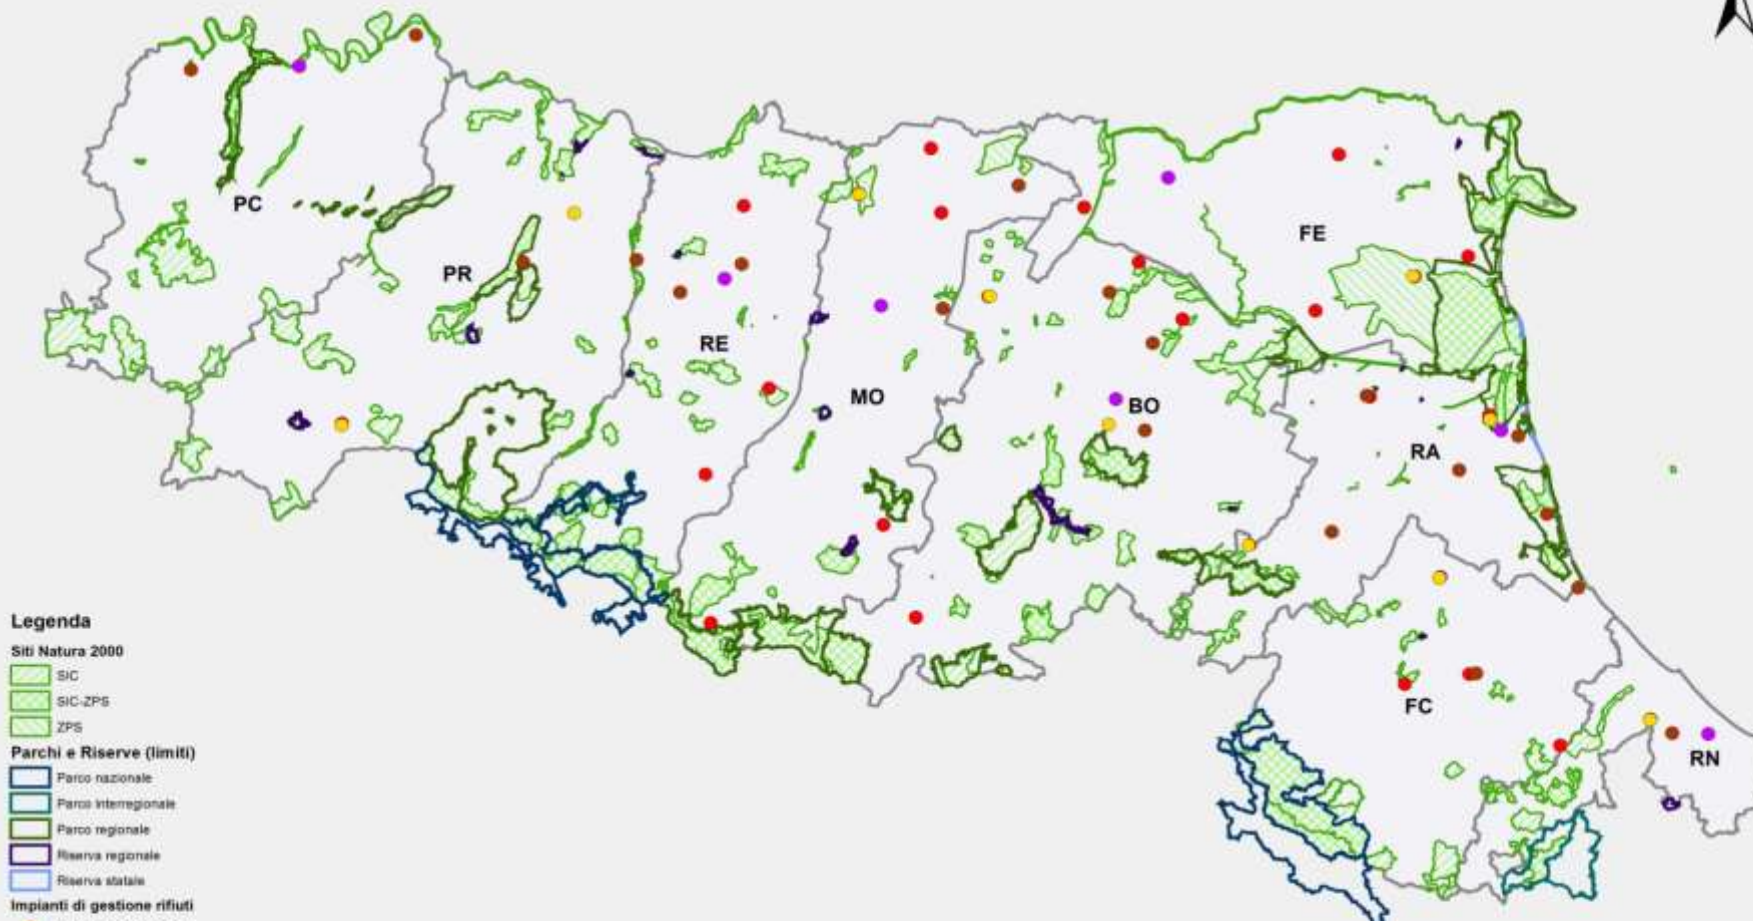 PC
PR
RE
MO
BO
FE
RA
FC
RN
Legenda
Siti Natura 2000
SIC
SIC-ZPS
ZPS
Parchi e Riserve (limiti)
Parco nazionale
Parco interregionale
Parco regionale
Riserva regionale
Riserva statale
Impianti di gestione rifiuti